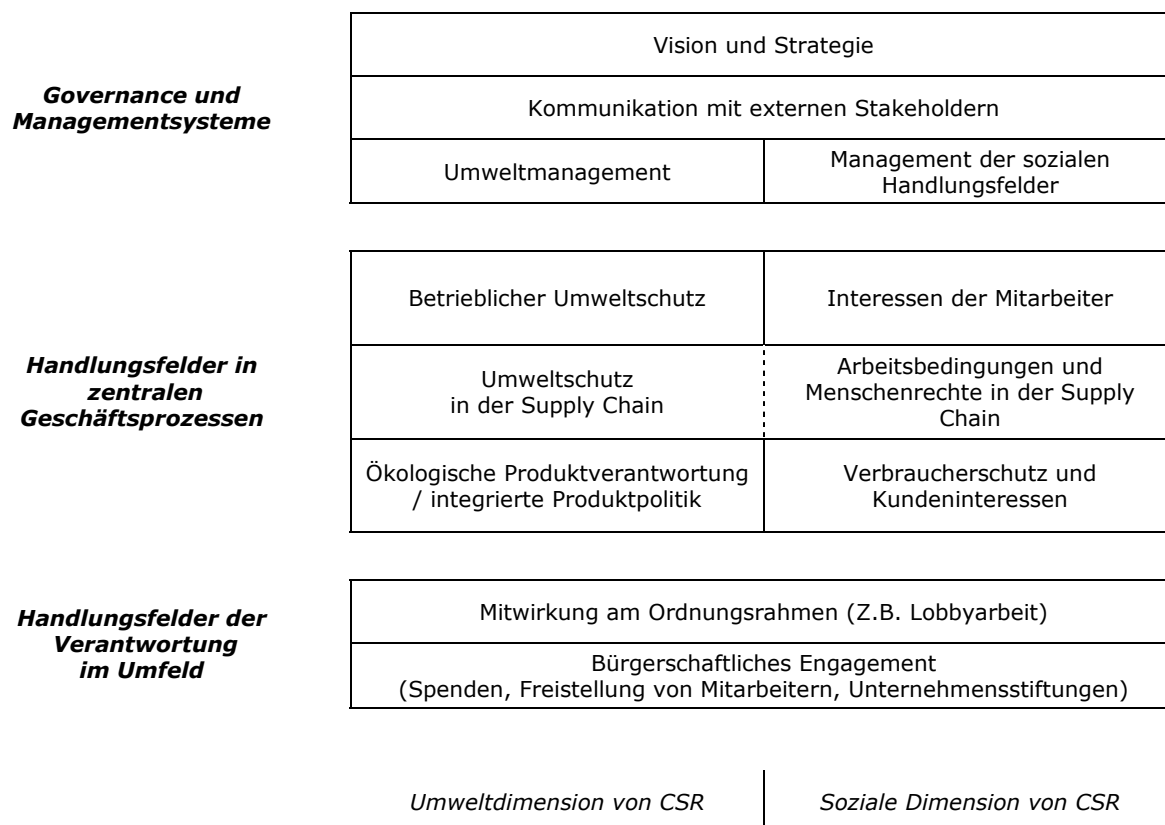 Governance und
Managementsysteme
Vision und Strategie
Kommunikation mit externen Stakeholdern
Umweltmanagement
Management der sozialen
Handlungsfelder
Handlungsfelder in
zentralen
Geschäftsprozessen
Betrieblicher Umweltschutz
Interessen der Mitarbeiter
Umweltschutz
in der Supply Chain
Arbeitsbedingungen und
Menschenrechte in der Supply
Chain
Ökologische Produktverantwortung
/ integrierte Produktpolitik
Verbraucherschutz und
Kundeninteressen
Handlungsfelder der
Verantwortung
im Umfeld
Mitwirkung am Ordnungsrahmen (Z.B. Lobbyarbeit)
Bürgerschaftliches Engagement
(Spenden, Freistellung von Mitarbeitern, Unternehmensstiftungen)
Umweltdimension von CSR
Soziale Dimension von CSR